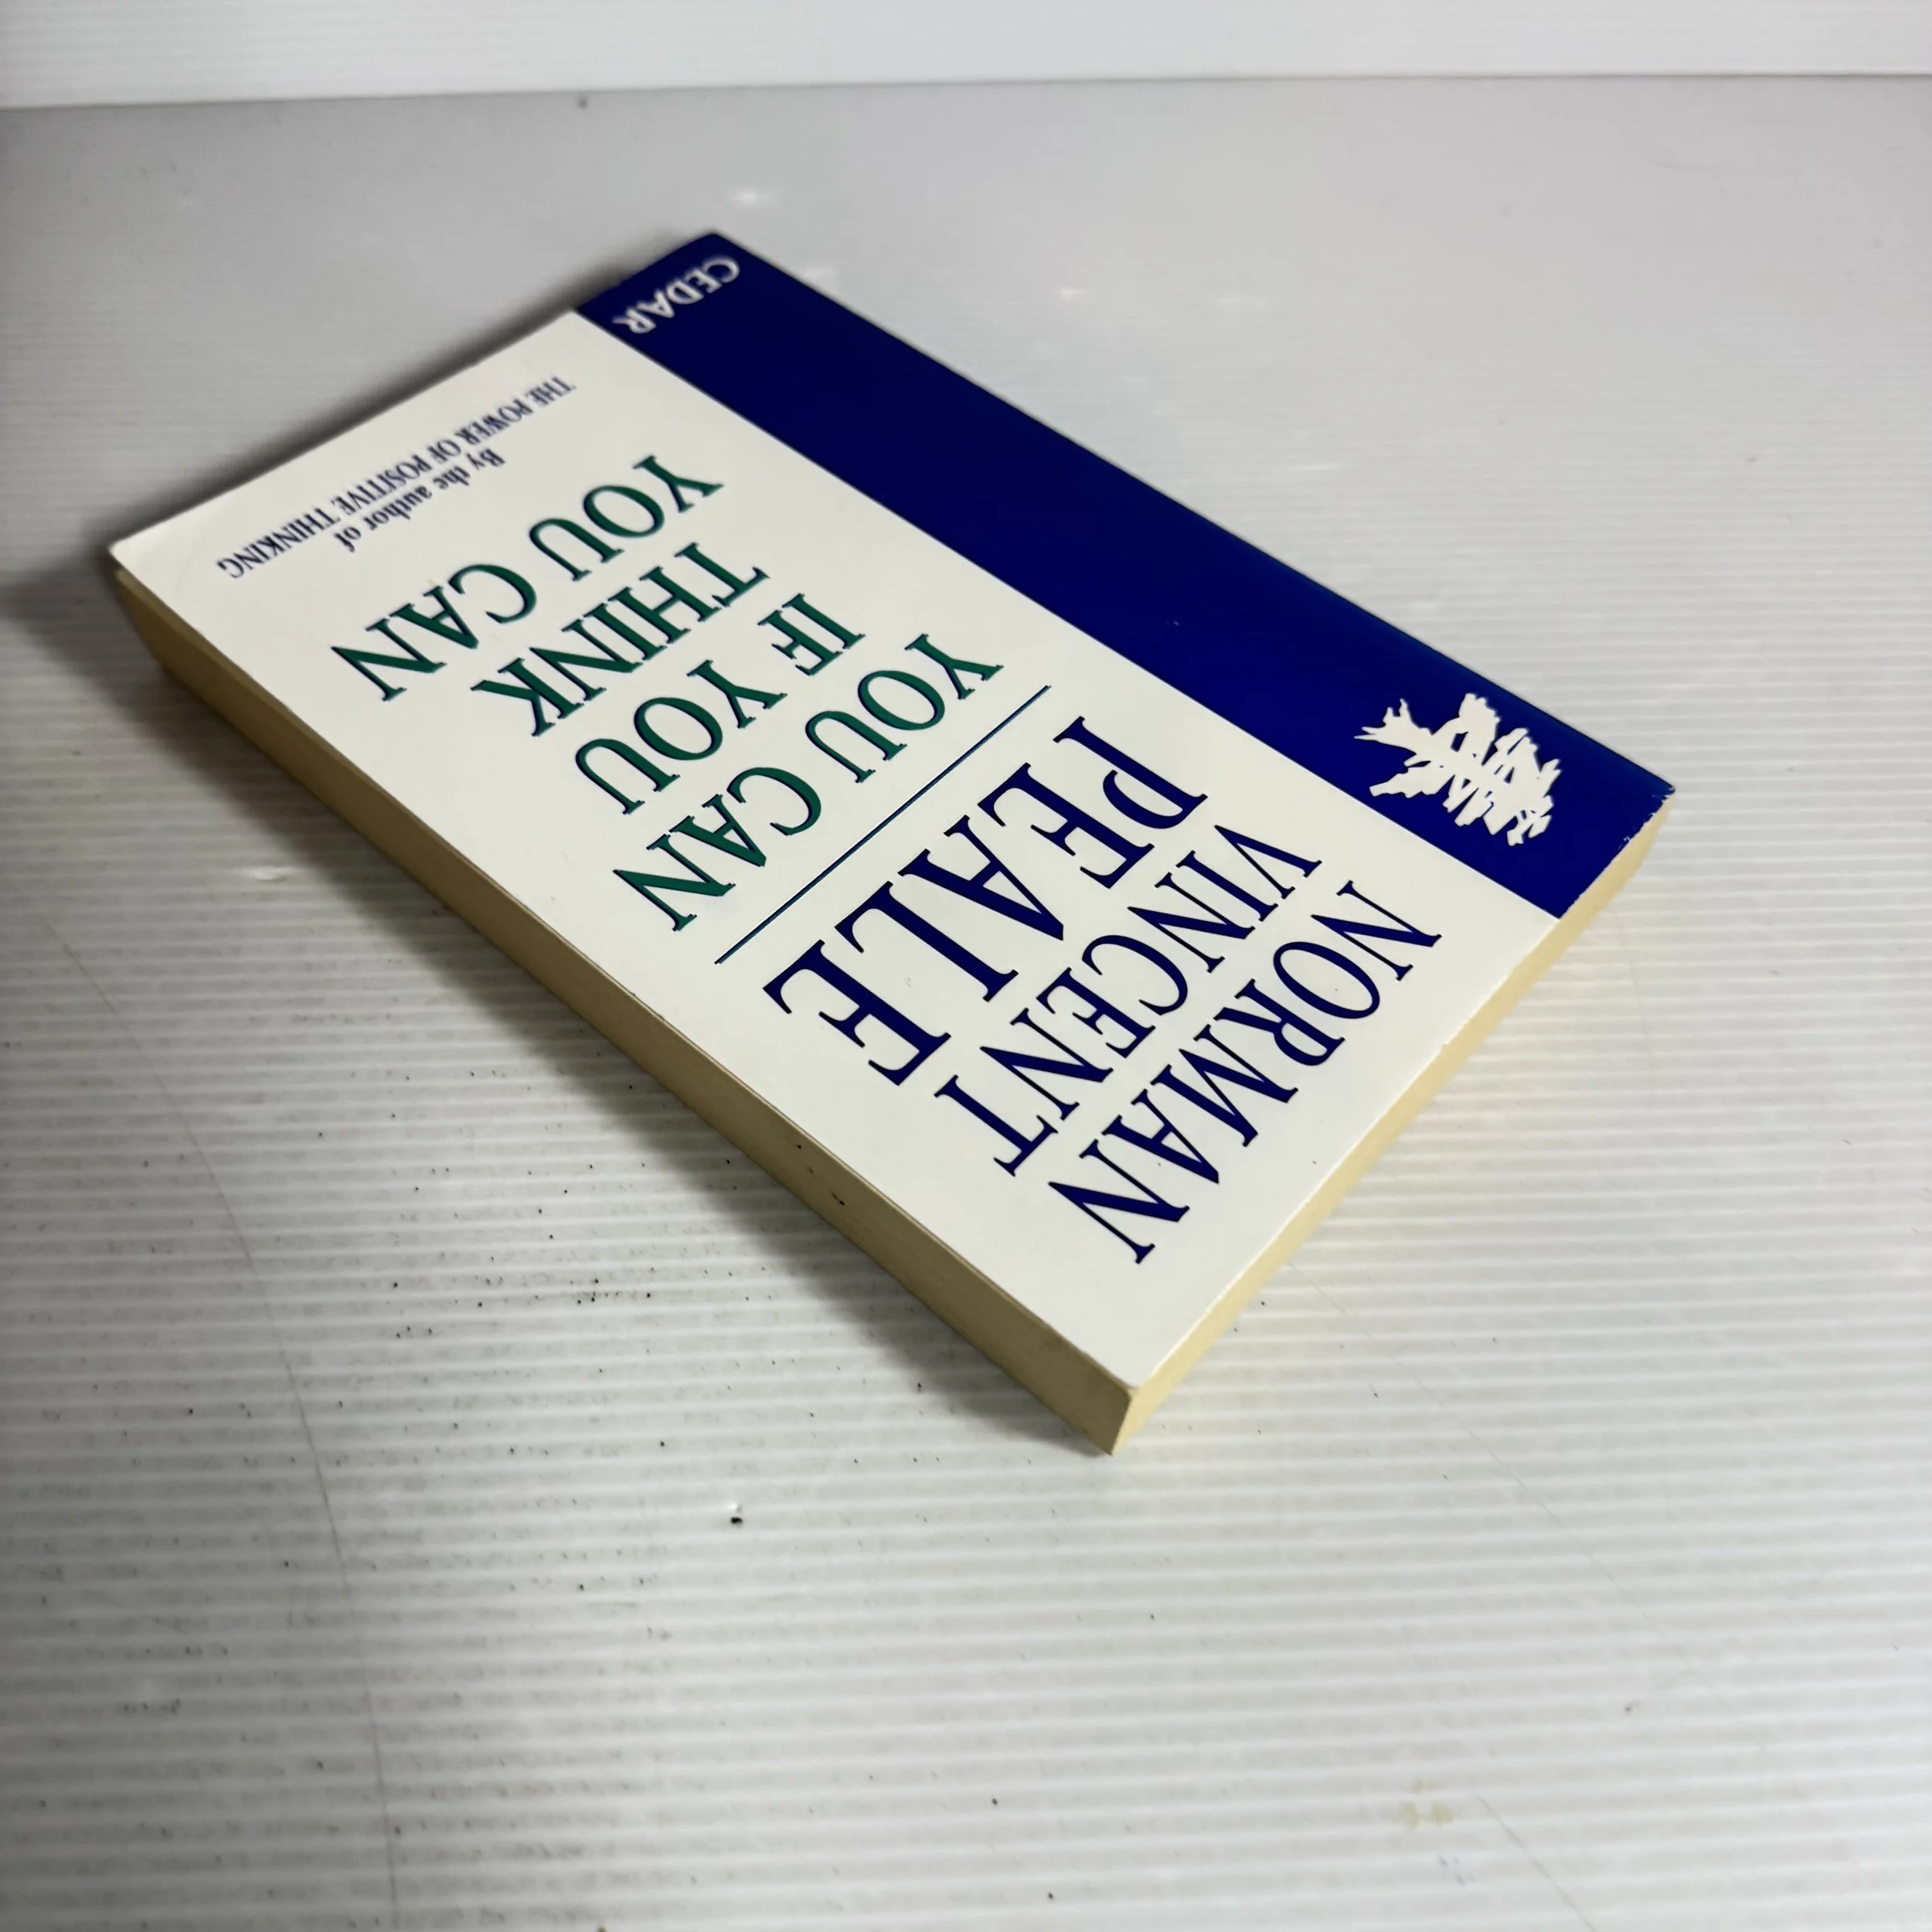 NORMAN
VINCENT
PEALE
YOU CAN
IF YOU
THINK
YOU CAN
By the author of
THE POWER OF POSITIVE THINKING
CEDAR